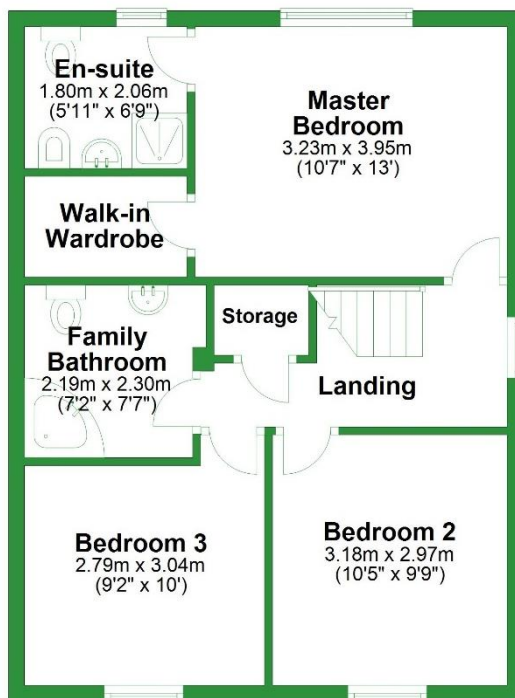 En-suite
1.80m x 2.06m
(5'11" x 6'9")
Master
Bedroom
3.23m x 3.95m
(10'7" x 13')
Walk-in
Wardrobe
Storage
Family
Bathroom
2.19m x 2.30m
(7'2" x 7'7")
Landing
Bedroom 3
2.79m x 3.04m
(9'2" x 10')
Bedroom 2
3.18m x 2.97m
(10'5" x 9'9")